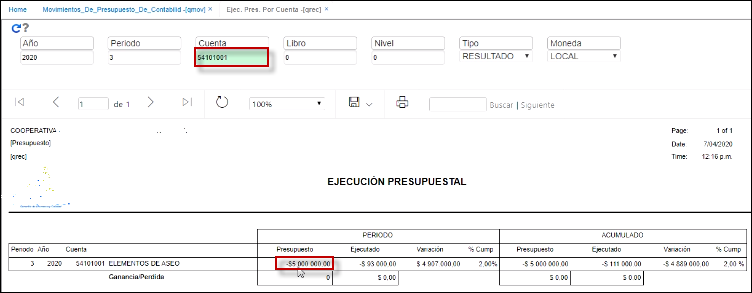 Home Movimientos_De_Presupuesto_De_Contabilid -[qmov] × Ejec. Pres. Por Cuenta -[qrec] ×
?
Año Periodo Cuenta Libro Nivel Tipo Moneda
2020 3 54101001 0 0 RESULTADO LOCAL
1 de 1 100% Buscar | Siguiente
COOPERATIVA - Page: 1 of 1
[Presupuesto] Date: 7/04/2020
[qrec] Time: 12:16 p.m.
EJECUCIÓN PRESUPUESTAL
PERIODO ACUMULADO
Periodo Año Cuenta Presupuesto Ejecutado Variación % Cump Presupuesto Ejecutado Variación % Cump
3 2020 54101001 ELEMENTOS DE ASEO -$5 000 000,00 -$ 93 000,00 $ 4 907 000,00 2,00% -$ 5 000 000,00 -$ 111 000,00 -$ 4 889 000,00 2,00 %
Ganancia/Perdida 0 $ 0,00 $ 0,00 $ 0,00